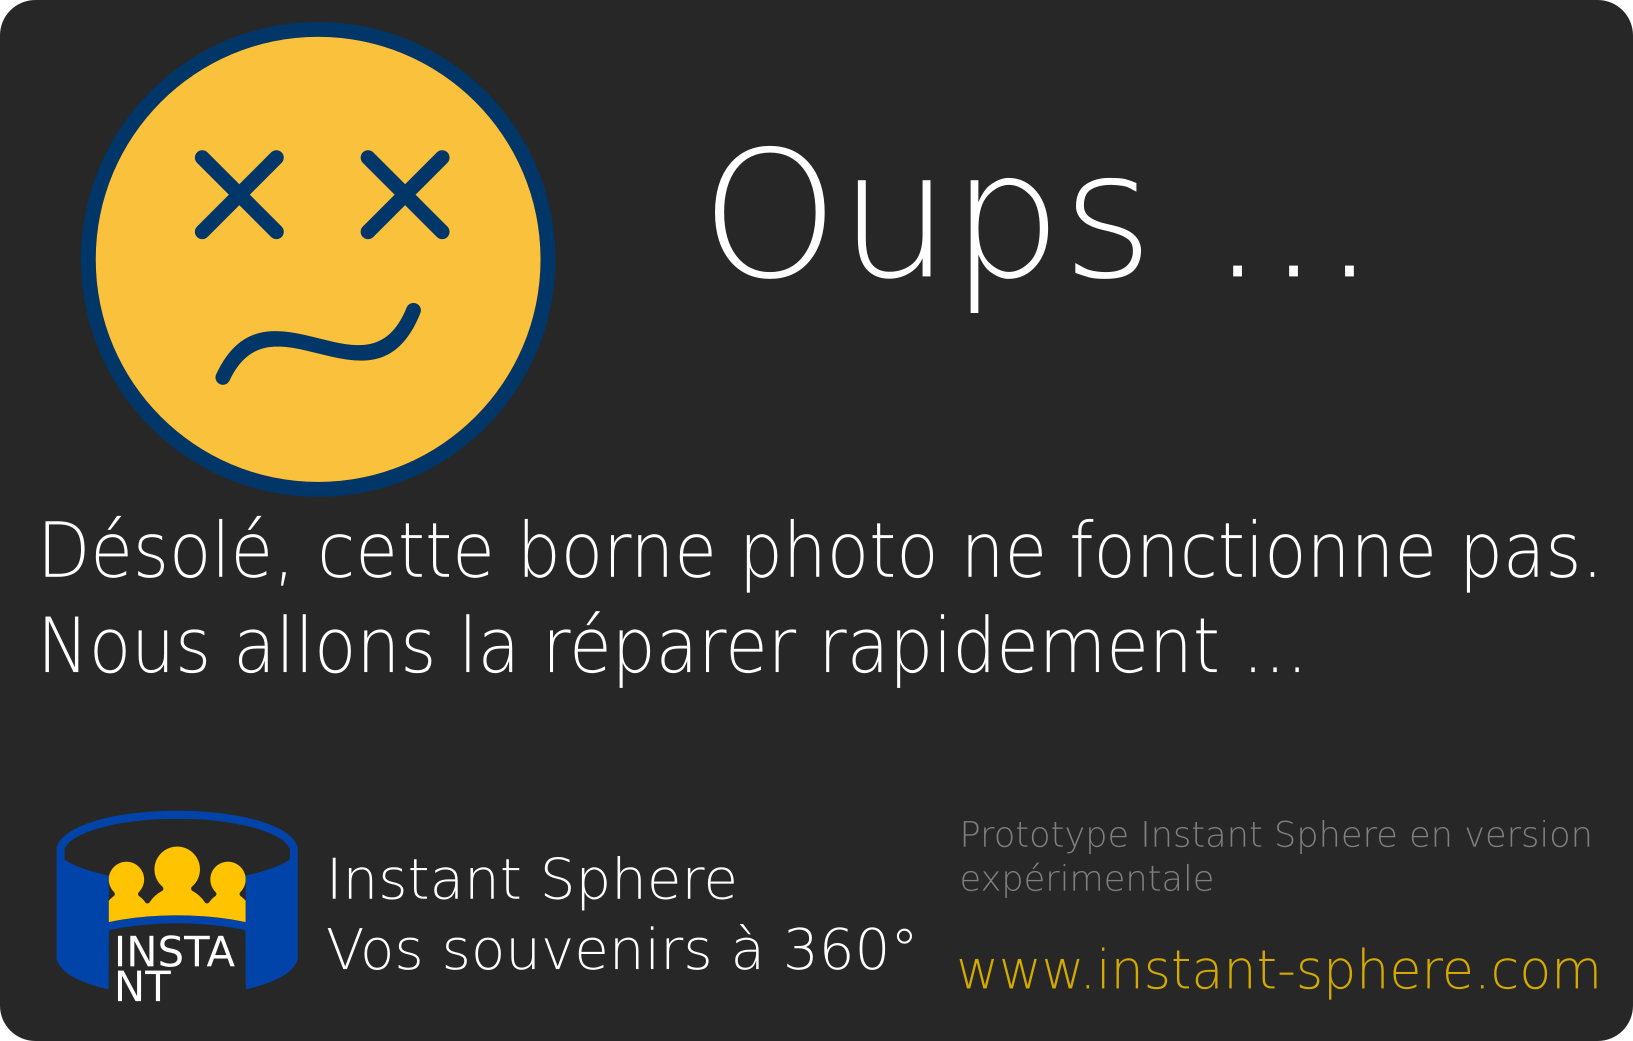 Oups ...
Désolé, cette borne photo ne fonctionne pas.
Nous allons la réparer rapidement ...
INSTA
NT
Instant Sphere
Vos souvenirs à 360°
Prototype Instant Sphere en version
expérimentale
www.instant-sphere.com